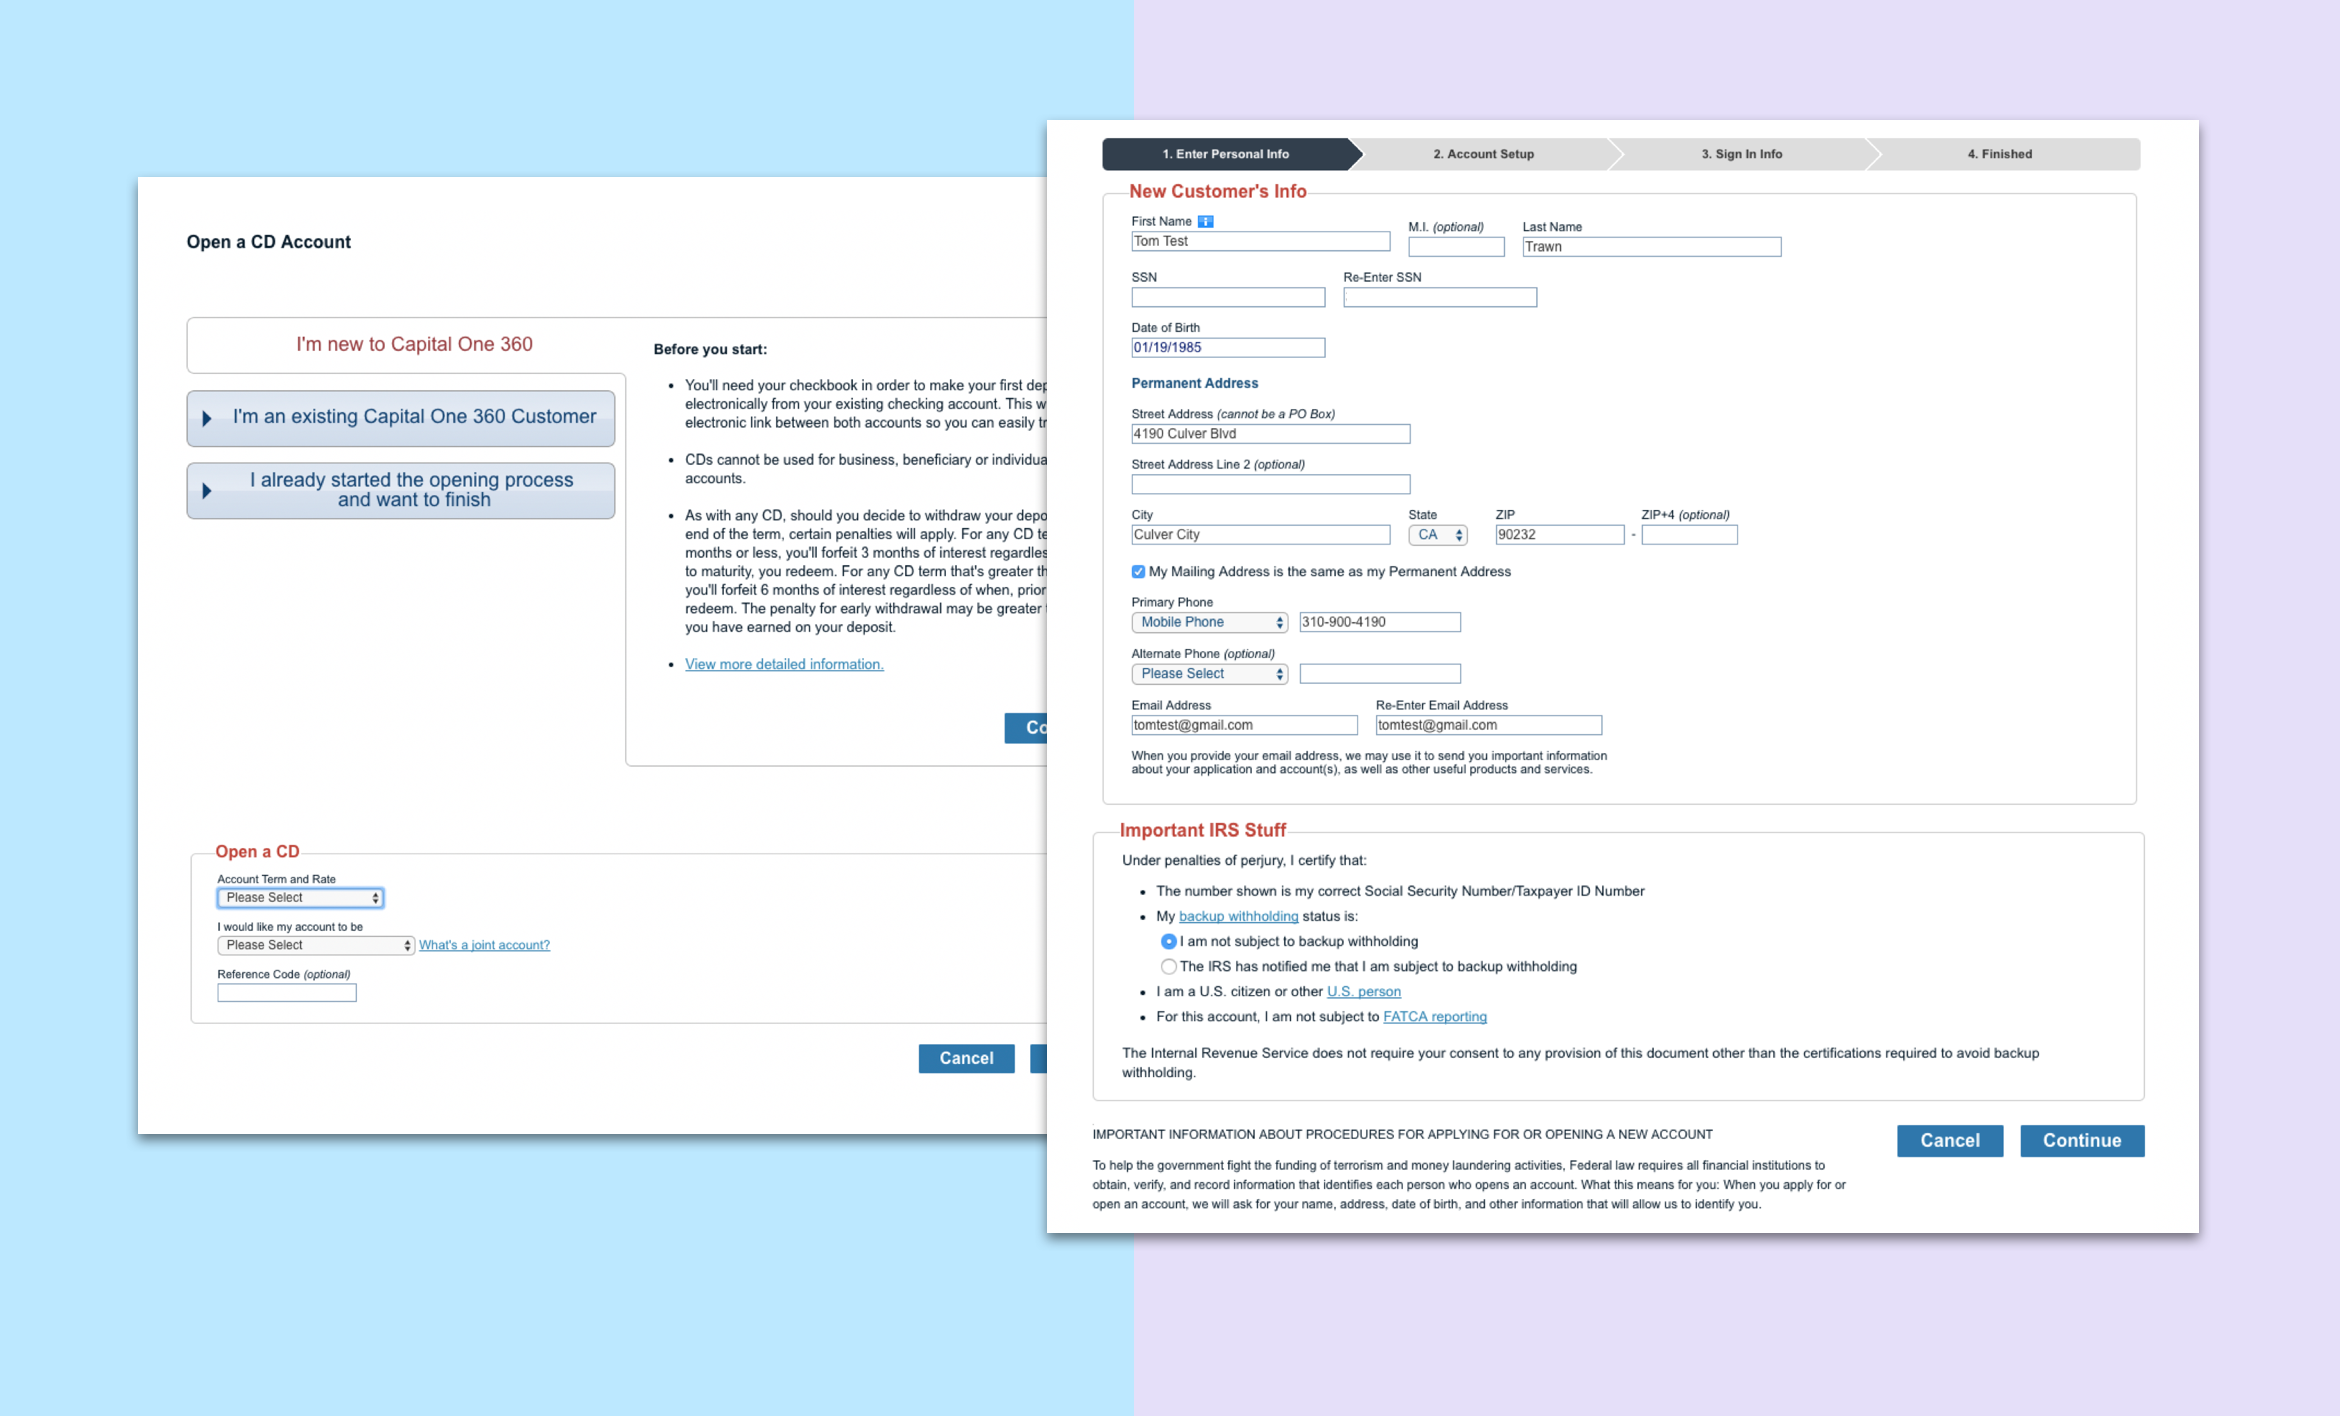 Open a CD Account
I'm new to Capital One 360
I'm an existing Capital One 360 Customer
I already started the opening process
and want to finish
Before you start:
• You'll need your checkbook in order to make your first dep
electronically from your existing checking account. This w
electronic link between both accounts so you can easily tr
• CDs cannot be used for business, beneficiary or individua
accounts.
• As with any CD, should you decide to withdraw your depo
end of the term, certain penalties will apply. For any CD te
months or less, you'll forfeit 3 months of interest regardles
to maturity, you redeem. For any CD term that's greater th
you'll forfeit 6 months of interest regardless of when, prior
redeem. The penalty for early withdrawal may be greater
you have earned on your deposit.
• View more detailed information.
Co
Open a CD
Account Term and Rate
Please Select
I would like my account to be
Please Select What's a joint account?
Reference Code (optional)
Cancel
1. Enter Personal Info 2. Account Setup 3. Sign In Info 4. Finished
New Customer's Info
First Name M.I. (optional) Last Name
Tom Test Trawn
SSN Re-Enter SSN
Date of Birth
01/19/1985
Permanent Address
Street Address (cannot be a PO Box)
4190 Culver Blvd
Street Address Line 2 (optional)
City State ZIP ZIP+4 (optional)
Culver City CA 90232 -
My Mailing Address is the same as my Permanent Address
Primary Phone
Mobile Phone 310-900-4190
Alternate Phone (optional)
Please Select
Email Address Re-Enter Email Address
tomtest@gmail.com tomtest@gmail.com
When you provide your email address, we may use it to send you important information
about your application and account(s), as well as other useful products and services.
Important IRS Stuff
Under penalties of perjury, I certify that:
• The number shown is my correct Social Security Number/Taxpayer ID Number
• My backup withholding status is:
I am not subject to backup withholding
The IRS has notified me that I am subject to backup withholding
• I am a U.S. citizen or other U.S. person
• For this account, I am not subject to FATCA reporting
The Internal Revenue Service does not require your consent to any provision of this document other than the certifications required to avoid backup
withholding.
IMPORTANT INFORMATION ABOUT PROCEDURES FOR APPLYING FOR OR OPENING A NEW ACCOUNT
Cancel Continue
To help the government fight the funding of terrorism and money laundering activities, Federal law requires all financial institutions to
obtain, verify, and record information that identifies each person who opens an account. What this means for you: When you apply for or
open an account, we will ask for your name, address, date of birth, and other information that will allow us to identify you.